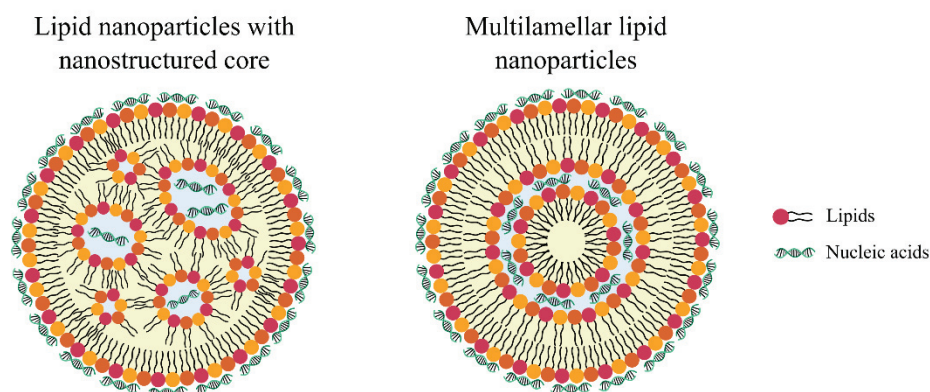 Lipid nanoparticles with
nanostructured core
Multilamellar lipid
nanoparticles
Lipids
Nucleic acids